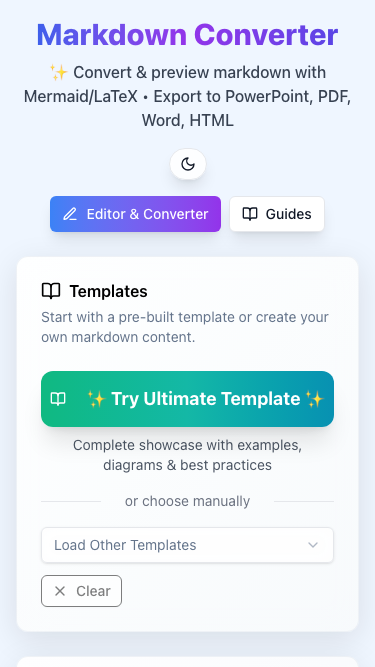 Markdown Converter
✨ Convert & preview markdown with
Mermaid/LaTeX • Export to PowerPoint, PDF,
Word, HTML
Editor & Converter
Guides
Templates
Start with a pre-built template or create your
own markdown content.
✨ Try Ultimate Template ✨
Complete showcase with examples,
diagrams & best practices
or choose manually
Load Other Templates
Clear